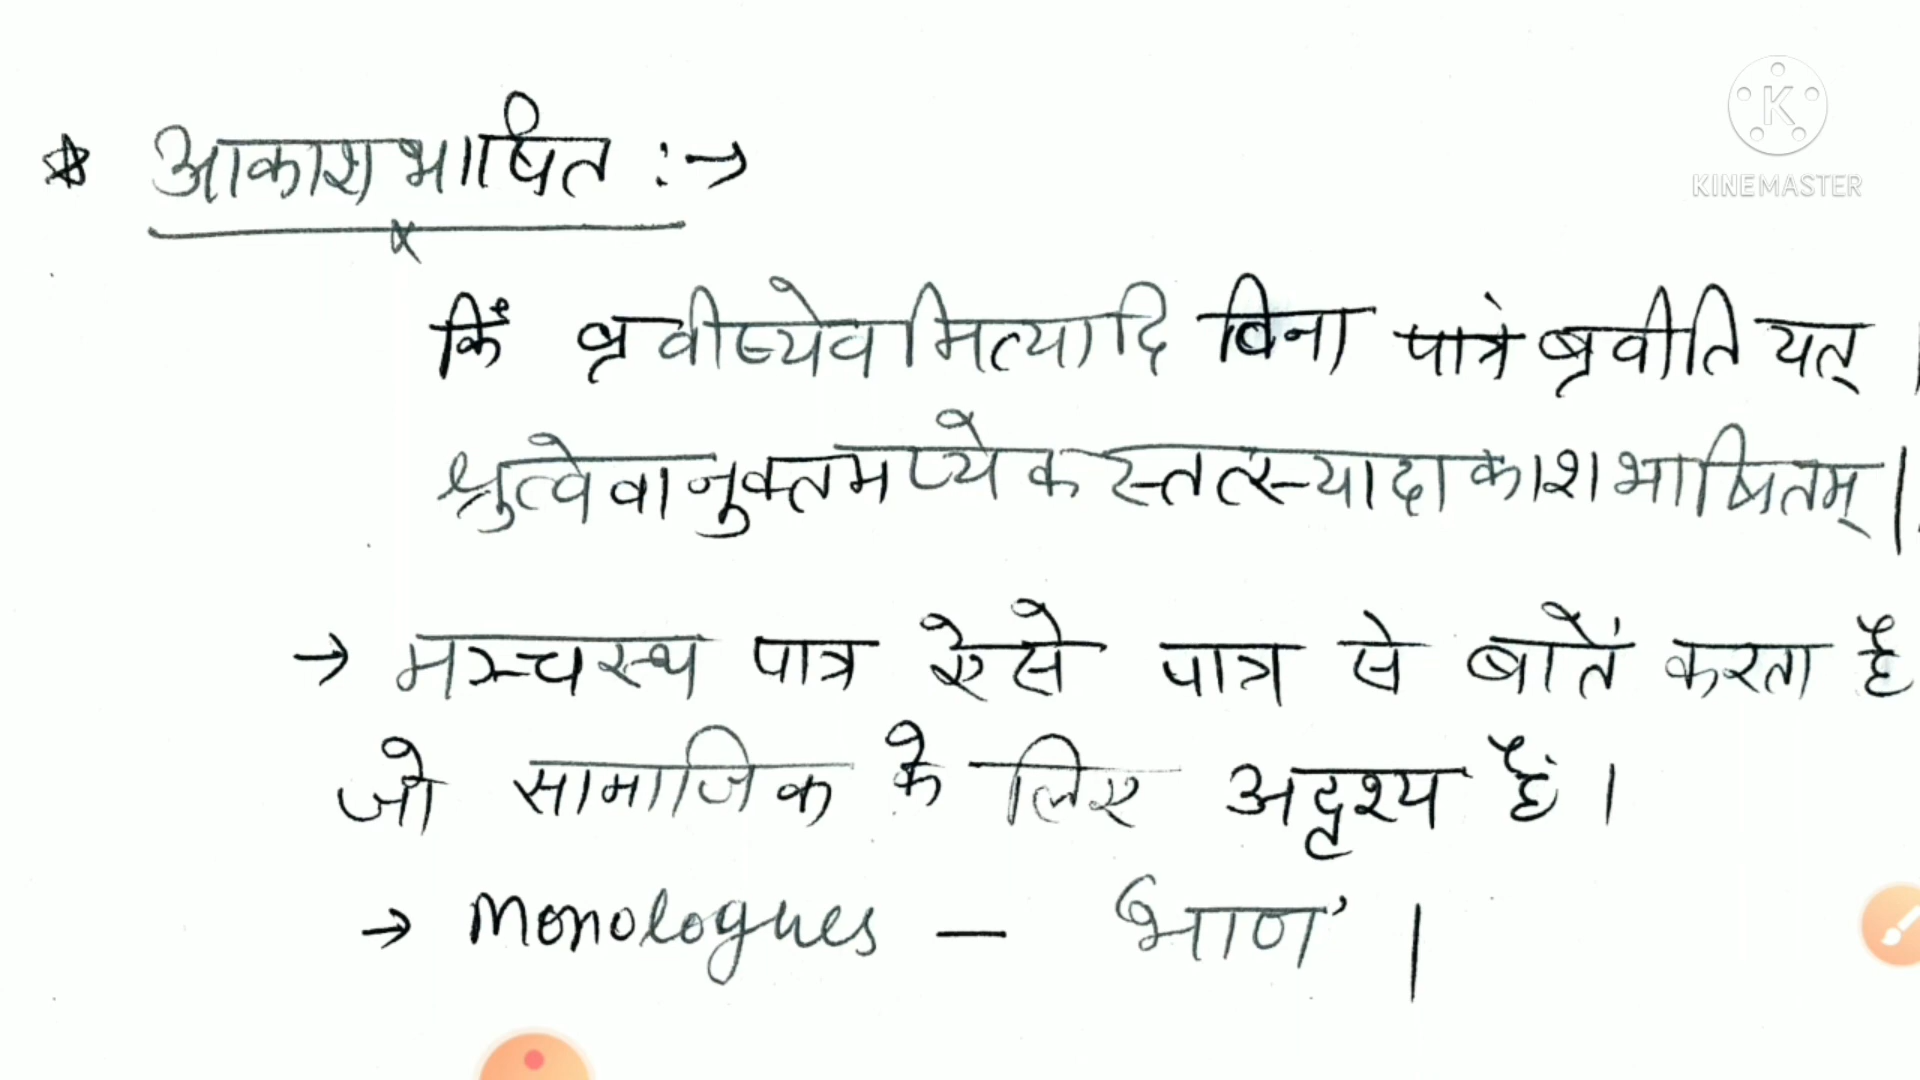 * आकाशभाषित :→
किं ब्रवीष्येवमित्यादि विना पात्रं ब्रवीति यत् ।
श्रुत्वेवानुक्तमप्येकस्तत्स्यादाकाशभाषितम् ।
→ मञ्चस्थ पात्र ऐसे पात्र से बातें करता है
जो सामाजिक के लिए अदृश्य हैं ।
→ Monologues — 'भाण' ।
K
KINEMASTER